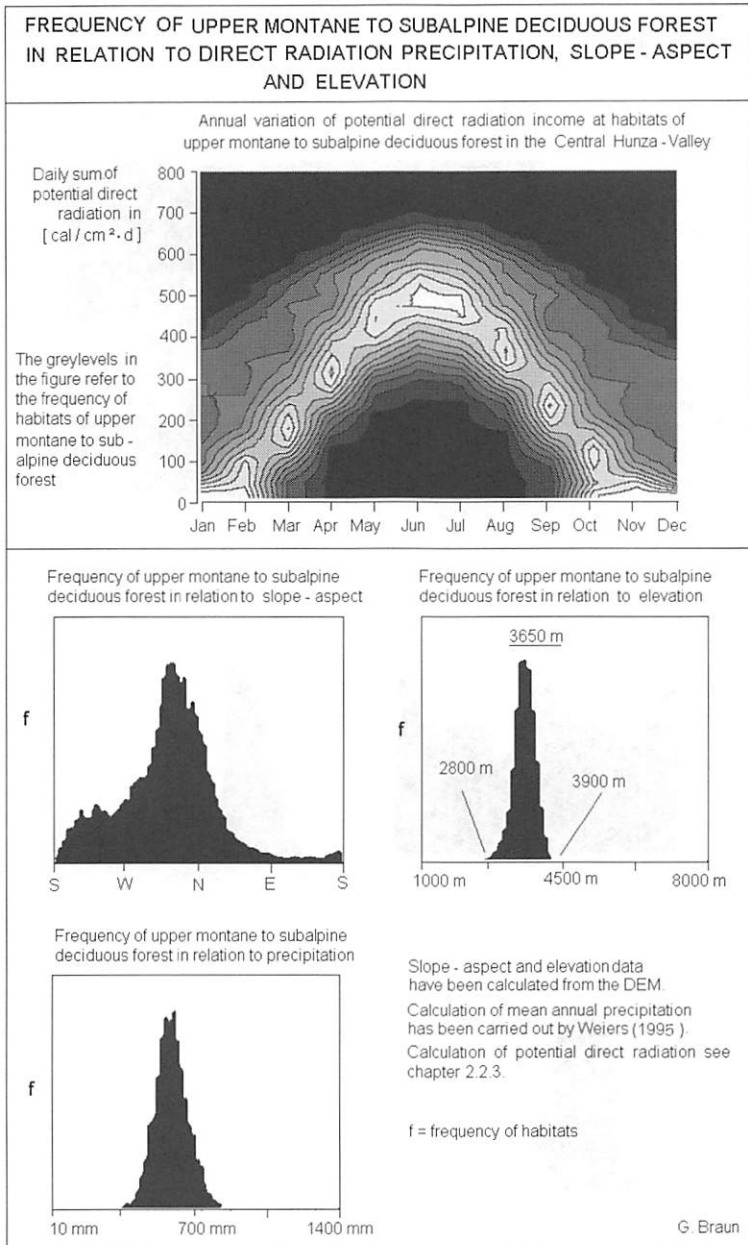 FREQUENCY OF UPPER MONTANE TO SUBALPINE DECIDUOUS FOREST
IN RELATION TO DIRECT RADIATION PRECIPITATION, SLOPE - ASPECT
AND ELEVATION
Annual variation of potential direct radiation income at habitats of
upper montane to subalpine deciduous forest in the Central Hunza - Valley
Daily sum of
potential direct
radiation in
[ cal / cm ² · d ]
800
700
600
500
400
300
200
100
0
The greylevels in
the figure refer to
the frequency of
habitats of upper
montane to sub -
alpine deciduous
forest
Jan Feb Mar Apr May Jun Jul Aug Sep Oct Nov Dec
Frequency of upper montane to subalpine
deciduous forest in relation to slope - aspect
f
S W N E S
Frequency of upper montane to subalpine
deciduous forest in relation to elevation
3650 m
f
2800 m
3900 m
1000 m 4500 m 8000 m
Frequency of upper montane to subalpine
deciduous forest in relation to precipitation
f
10 mm 700 mm 1400 mm
Slope - aspect and elevation data
have been calculated from the DEM.
Calculation of mean annual precipitation
has been carried out by Weiers (1995 ).
Calculation of potential direct radiation see
chapter 2.2.3.
f = frequency of habitats
G. Braun